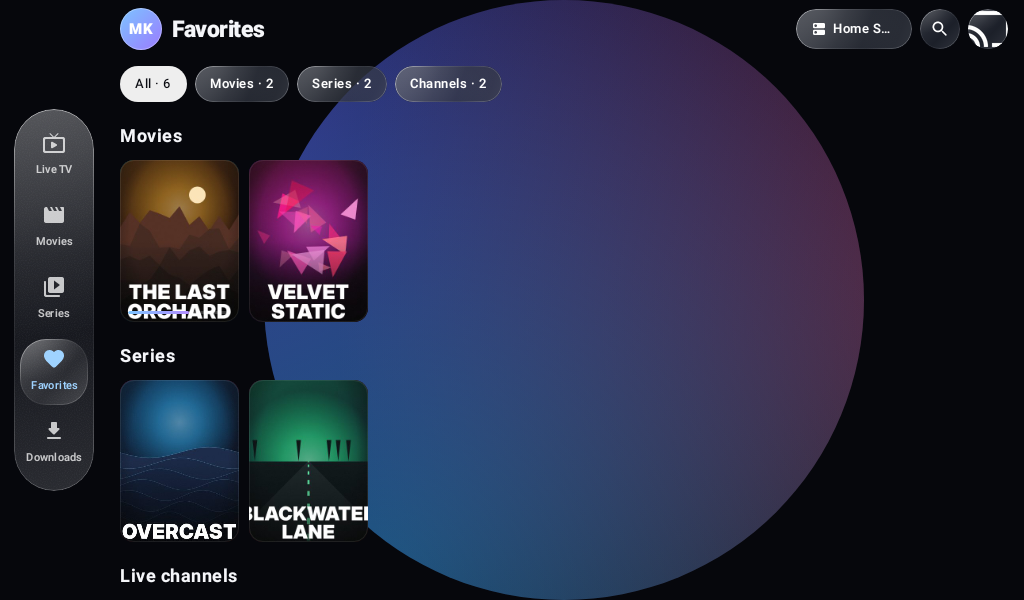 MK
Favorites
Home S...
All · 6
Movies · 2
Series · 2
Channels · 2
Live TV
Movies
Series
Favorites
Downloads
Movies
THE LAST
ORCHARD
VELVET
STATIC
Series
OVERCAST
BLACKWATER
LANE
Live channels